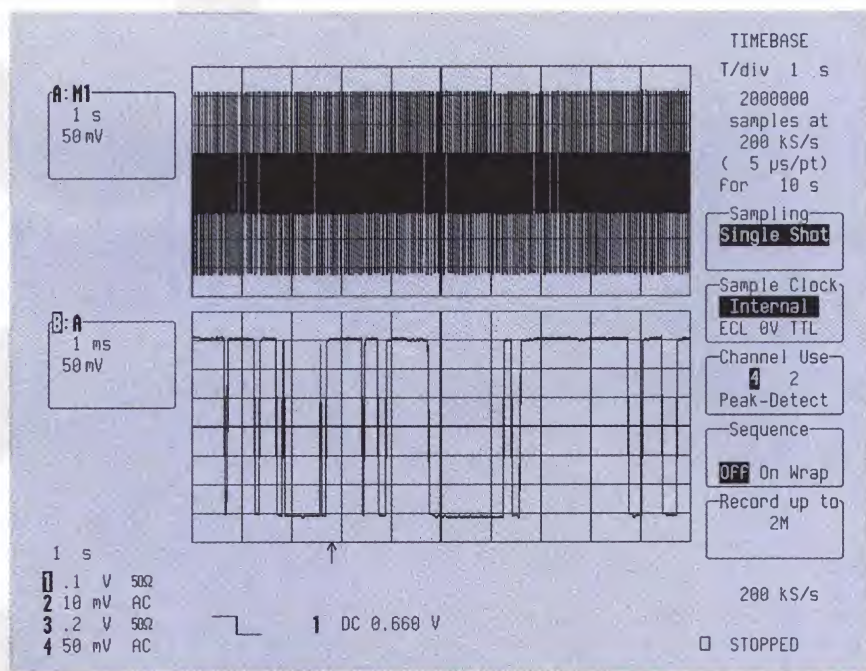 A:M1
1 s
50 mV
B:A
1 ms
50 mV
1 s
1 .1 V 50Ω
2 10 mV AC
3 .2 V 50Ω
4 50 mV AC
1 DC 0.660 V
TIMEBASE
T/div 1 s
2000000
samples at
200 kS/s
( 5 µs/pt)
for 10 s
Sampling
Single Shot
Sample Clock
Internal
ECL 0V TTL
Channel Use
4 2
Peak-Detect
Sequence
Off On Wrap
Record up to
2M
200 kS/s
STOPPED